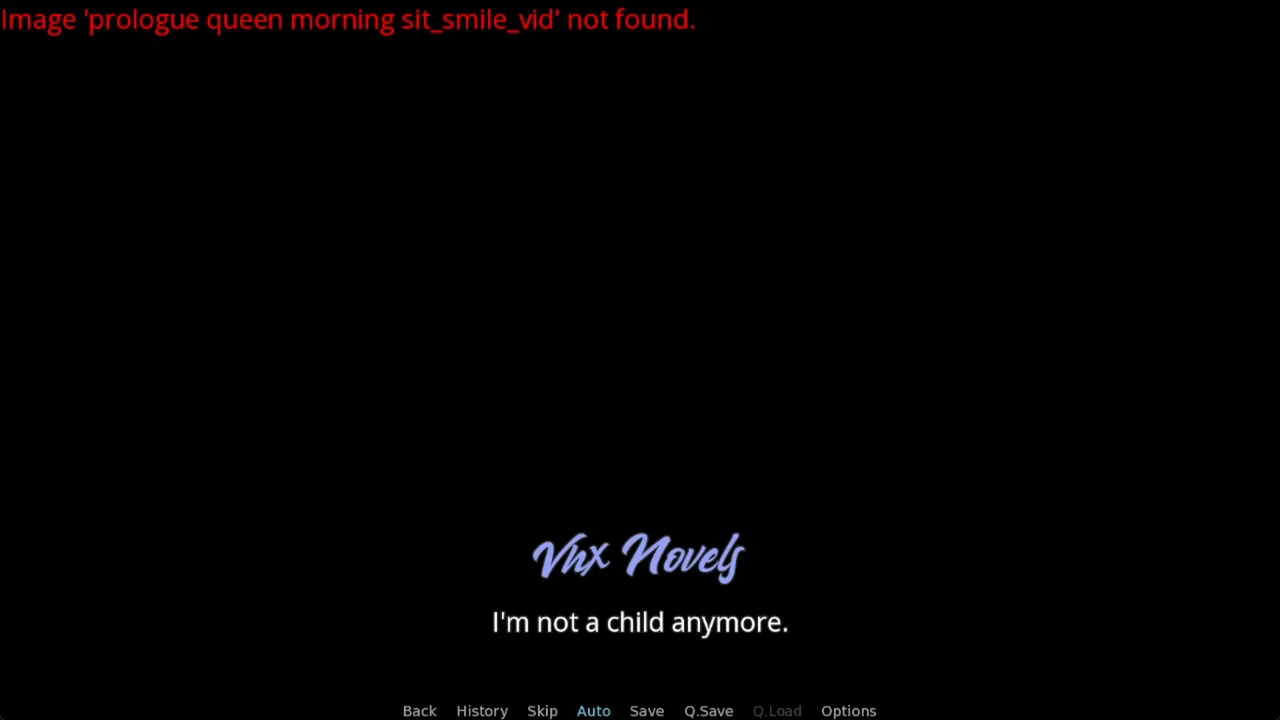 Image 'prologue queen morning sit_smile_vid' not found.
Vhx Novels
I'm not a child anymore.
Back History Skip Auto Save Q.Save Q.Load Options